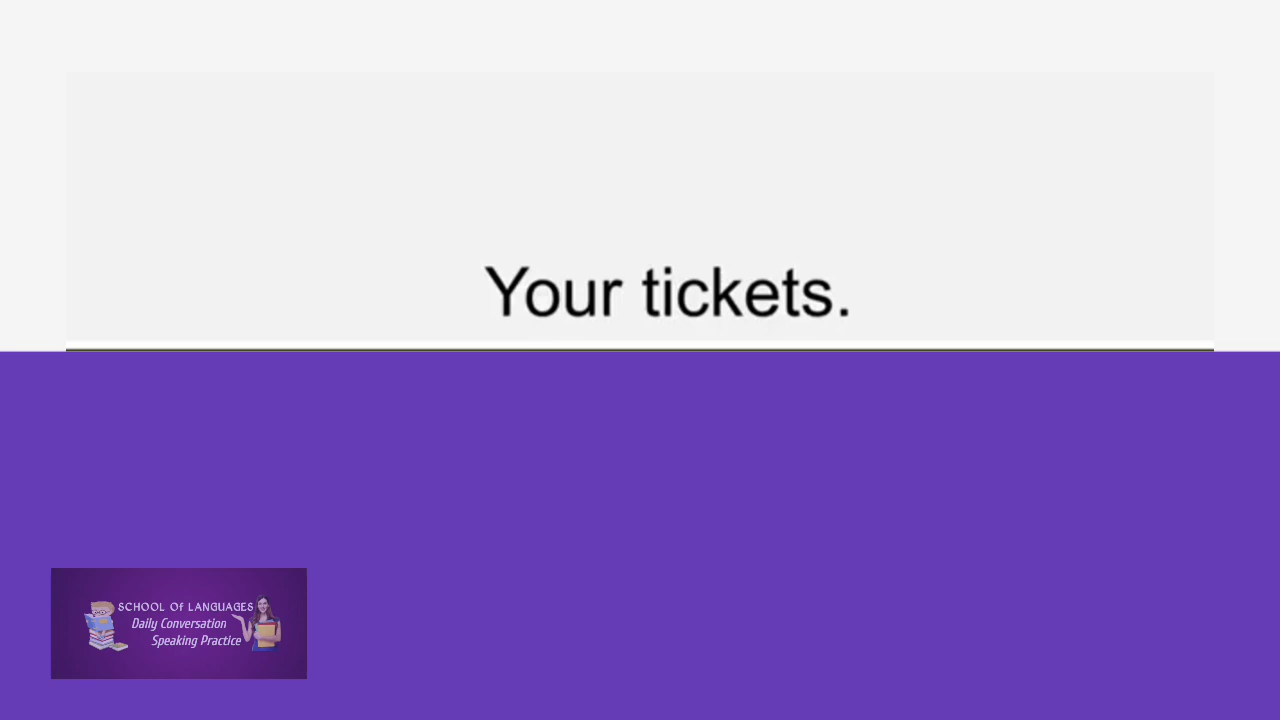 Your tickets.
SCHOOL Of LANGUAGES
Daily Conversation
Speaking Practice